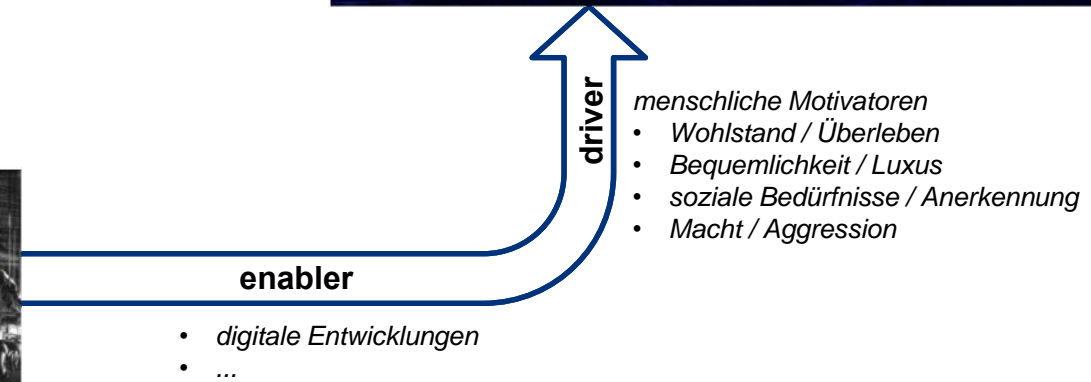 driver
menschliche Motivatoren
• Wohlstand / Überleben
• Bequemlichkeit / Luxus
• soziale Bedürfnisse / Anerkennung
• Macht / Aggression
enabler
• digitale Entwicklungen
• ...